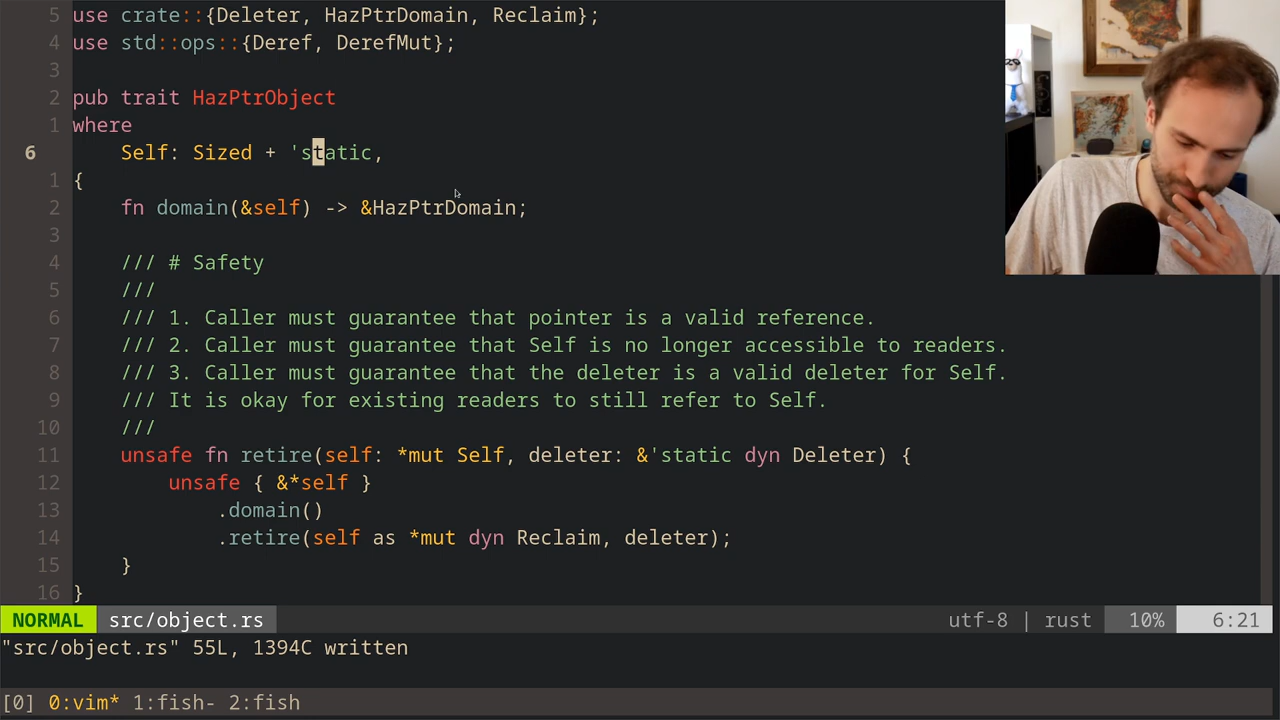 5 use crate::{Deleter, HazPtrDomain, Reclaim};
4 use std::ops::{Deref, DerefMut};
3
2 pub trait HazPtrObject
1 where
6     Self: Sized + 'static,
1 {
2     fn domain(&self) -> &HazPtrDomain;
3
4     /// # Safety
5     ///
6     /// 1. Caller must guarantee that pointer is a valid reference.
7     /// 2. Caller must guarantee that Self is no longer accessible to readers.
8     /// 3. Caller must guarantee that the deleter is a valid deleter for Self.
9     /// It is okay for existing readers to still refer to Self.
10     ///
11     unsafe fn retire(self: *mut Self, deleter: &'static dyn Deleter) {
12         unsafe { &*self }
13             .domain()
14             .retire(self as *mut dyn Reclaim, deleter);
15     }
16 }
NORMAL src/object.rs utf-8 | rust 10% 6:21
"src/object.rs" 55L, 1394C written
[0] 0:vim* 1:fish- 2:fish